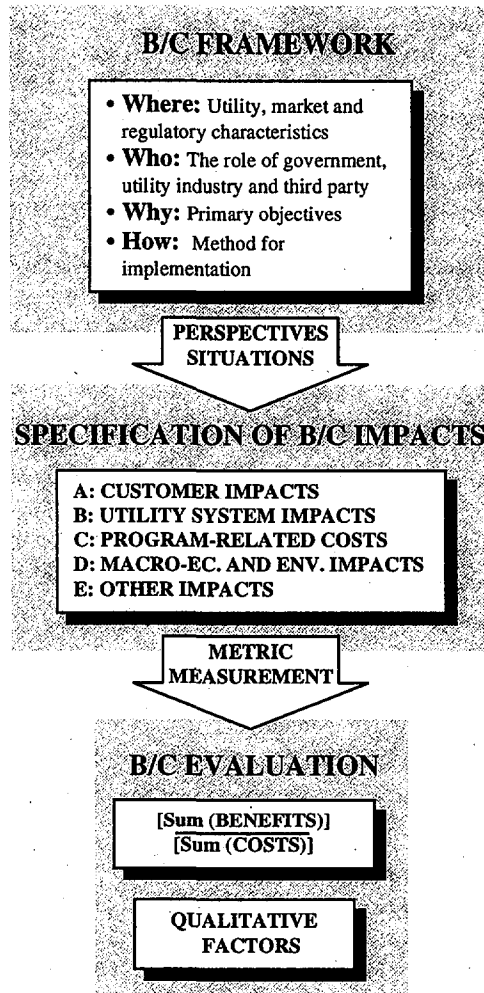 B/C FRAMEWORK
• Where: Utility, market and
regulatory characteristics
• Who: The role of government,
utility industry and third party
• Why: Primary objectives
• How: Method for
implementation
PERSPECTIVES
SITUATIONS
SPECIFICATION OF B/C IMPACTS
A: CUSTOMER IMPACTS
B: UTILITY SYSTEM IMPACTS
C: PROGRAM-RELATED COSTS
D: MACRO-EC. AND ENV. IMPACTS
E: OTHER IMPACTS
METRIC
MEASUREMENT
B/C EVALUATION
[Sum (BENEFITS)]
[Sum (COSTS)]
QUALITATIVE
FACTORS